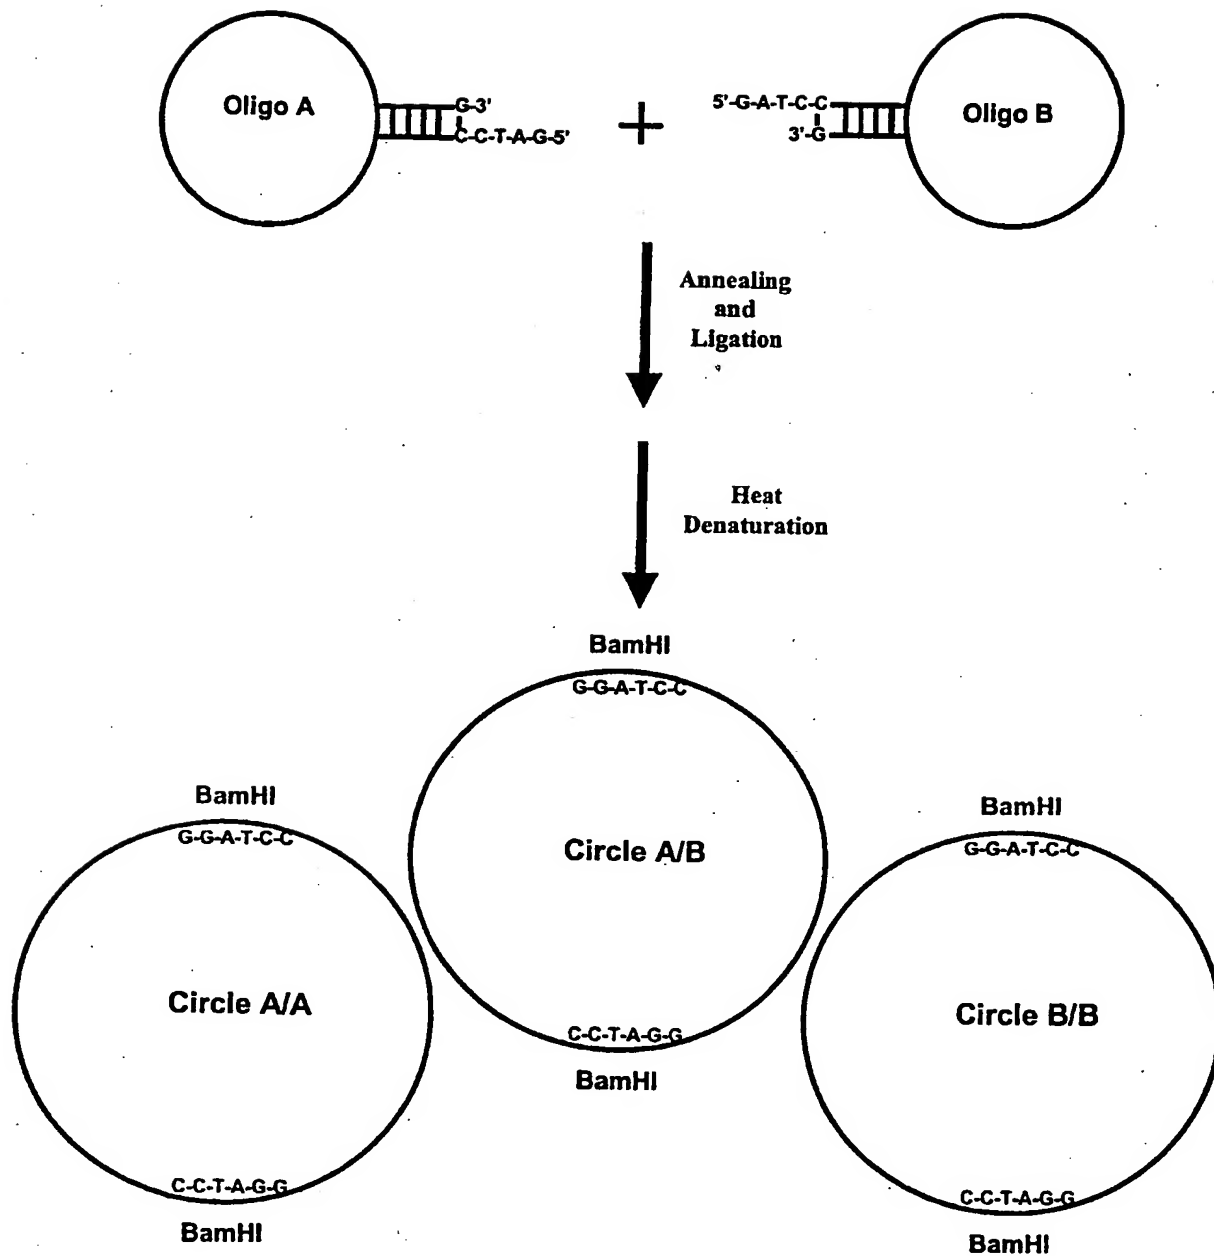 Oligo A
G-3'
C-C-T-A-G-5'
+
5'-G-A-T-C-C
3'-G
Oligo B
Annealing
and
Ligation
Heat
Denaturation
BamHI
G-G-A-T-C-C
Circle A/B
C-C-T-A-G-G
BamHI
BamHI
G-G-A-T-C-C
Circle A/A
C-C-T-A-G-G
BamHI
BamHI
G-G-A-T-C-C
Circle B/B
C-C-T-A-G-G
BamHI